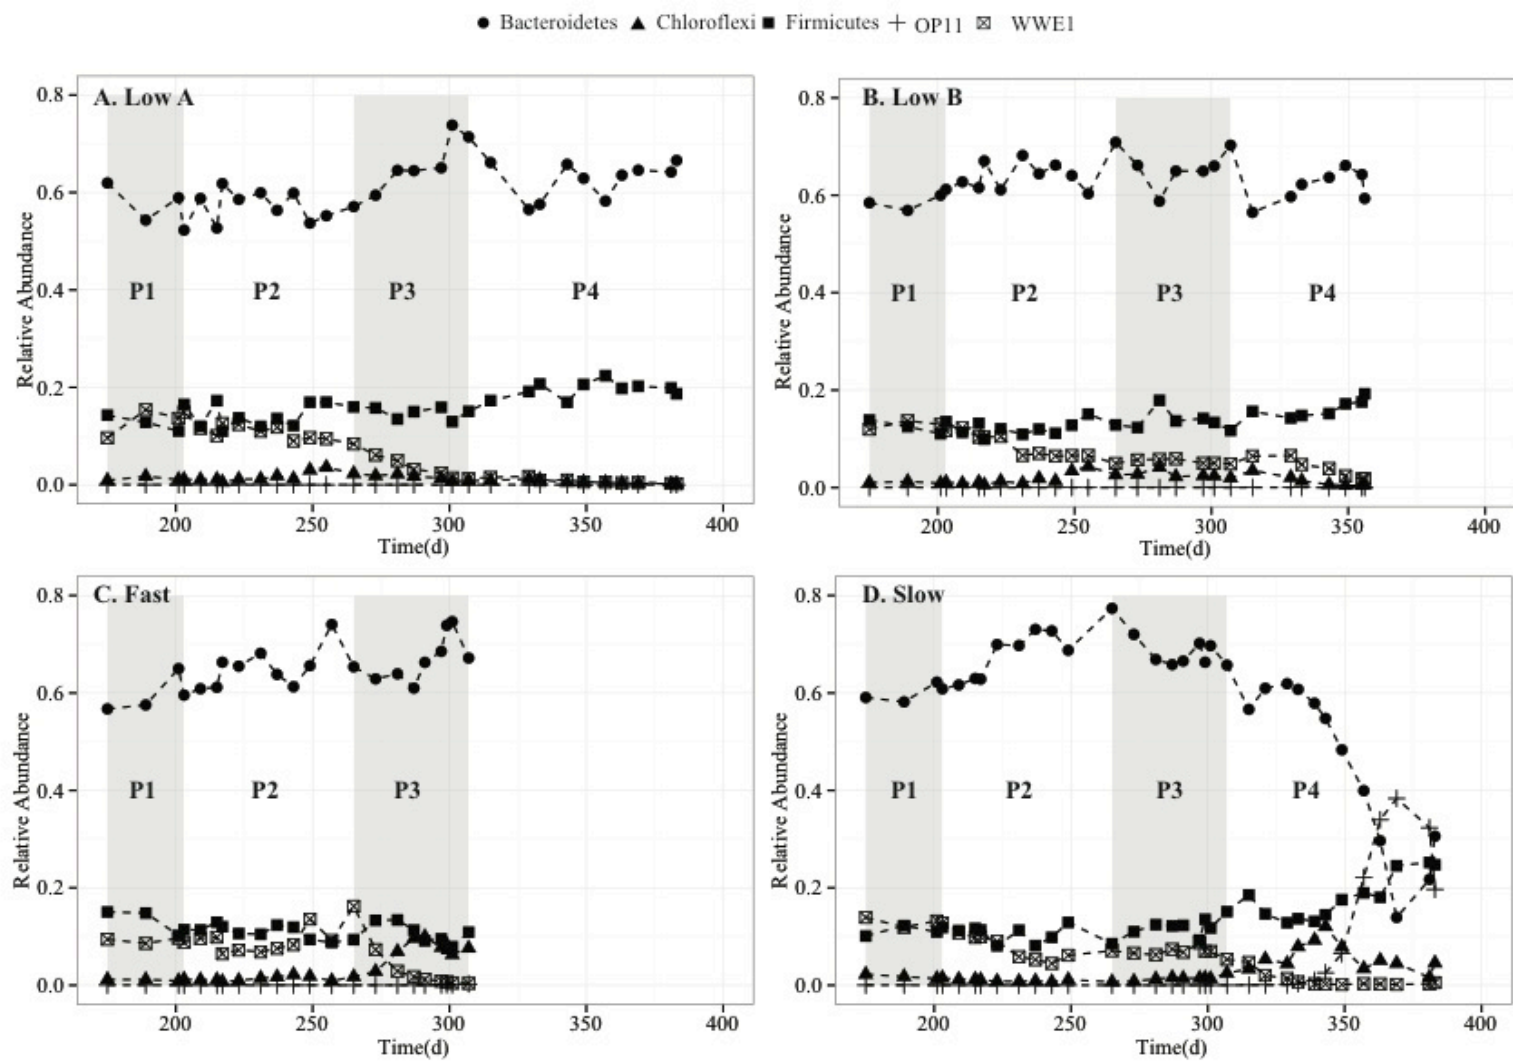 Bacteroidetes Chloroflexi Firmicutes OP11 WWE1
A. Low A
Relative Abundance
0.8
0.6
0.4
0.2
0.0
P1 P2 P3 P4
200 250 300 350 400
Time(d)
B. Low B
Relative Abundance
0.8
0.6
0.4
0.2
0.0
P1 P2 P3 P4
200 250 300 350 400
Time(d)
C. Fast
Relative Abundance
0.8
0.6
0.4
0.2
0.0
P1 P2 P3
200 250 300 350 400
Time(d)
D. Slow
Relative Abundance
0.8
0.6
0.4
0.2
0.0
P1 P2 P3 P4
200 250 300 350 400
Time(d)